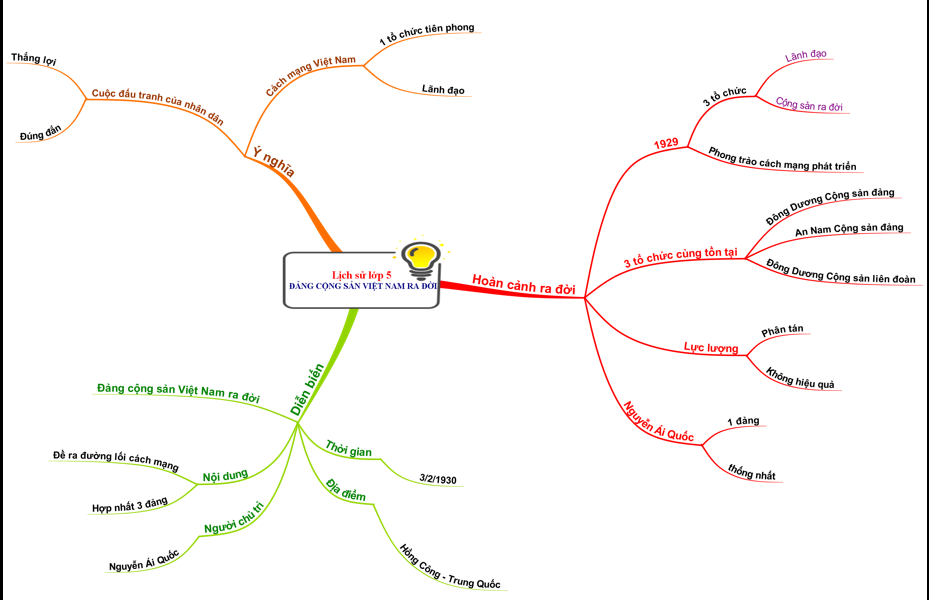 Lịch sử lớp 5
ĐẢNG CỘNG SẢN VIỆT NAM RA ĐỜI
Hoàn cảnh ra đời
1929
3 tổ chức
Lãnh đạo
Cộng sản ra đời
Phong trào cách mạng phát triển
3 tổ chức cùng tồn tại
Đông Dương Cộng sản đảng
An Nam Cộng sản đảng
Đông Dương Cộng sản liên đoàn
Lực lượng
Phân tán
Không hiệu quả
Nguyễn Ái Quốc
1 đảng
thống nhất
Diễn biến
Thời gian
3/2/1930
Địa điểm
Hồng Công - Trung Quốc
Người chủ trì
Nguyễn Ái Quốc
Nội dung
Đề ra đường lối cách mạng
Hợp nhất 3 đảng
Đảng cộng sản Việt Nam ra đời
Ý nghĩa
Cuộc đấu tranh của nhân dân
Thắng lợi
Đúng đắn
Cách mạng Việt Nam
1 tổ chức tiên phong
Lãnh đạo